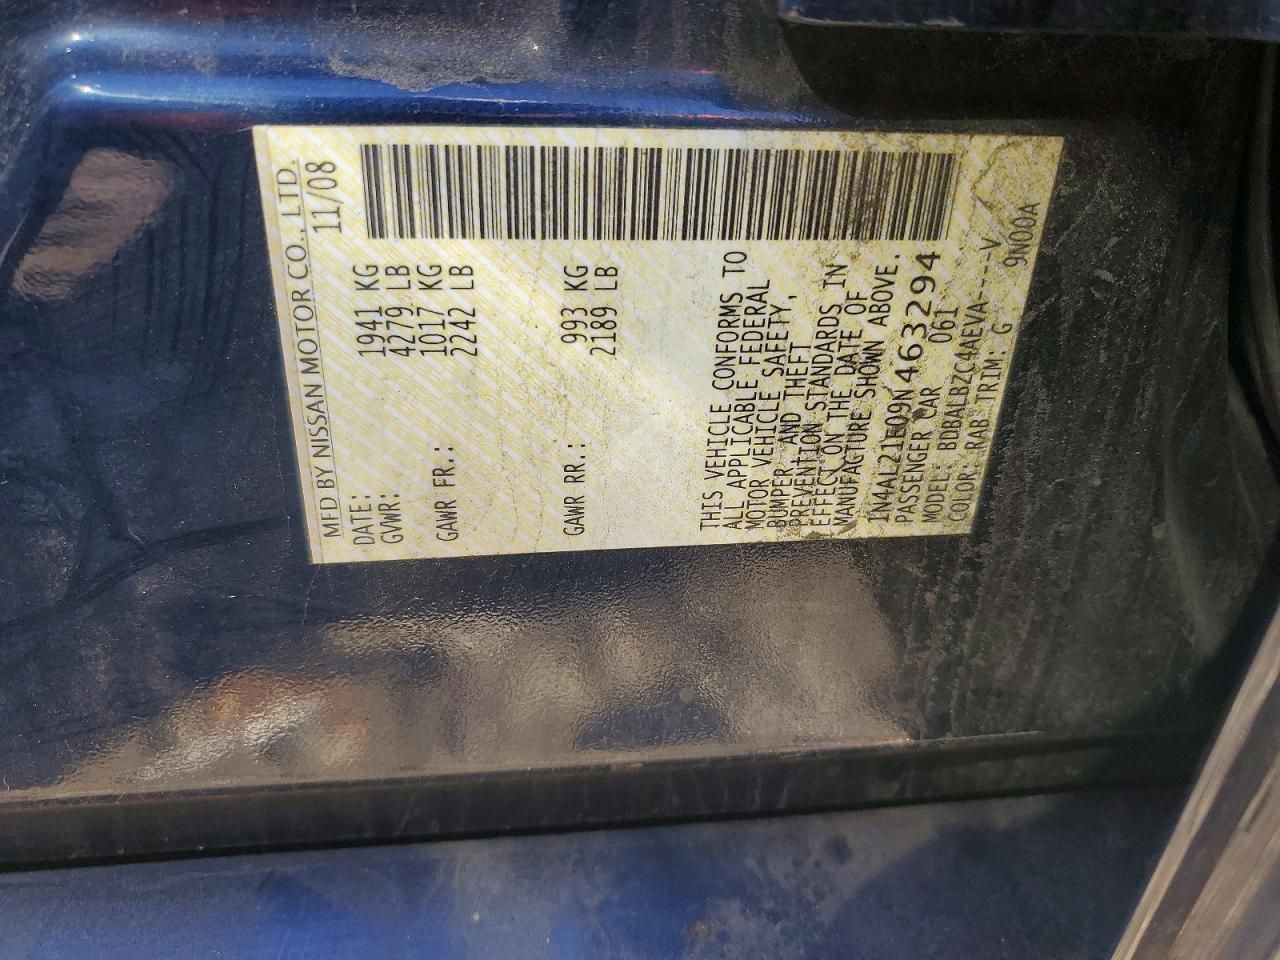 MFD BY NISSAN MOTOR CO., LTD.
DATE: 11/08
GVWR: 1941 KG
4279 LB
GAWR FR.: 1017 KG
2242 LB
GAWR RR.: 993 KG
2189 LB
THIS VEHICLE CONFORMS TO
ALL APPLICABLE FEDERAL
MOTOR VEHICLE SAFETY,
BUMPER, AND THEFT
PREVENTION STANDARDS IN
EFFECT ON THE DATE OF
MANUFACTURE SHOWN ABOVE.
1N4AL21E09N463294
PASSENGER CAR 061
MODEL: BDBALBZC4AEVA-----V
COLOR: RAB TRIM: G 9N00A